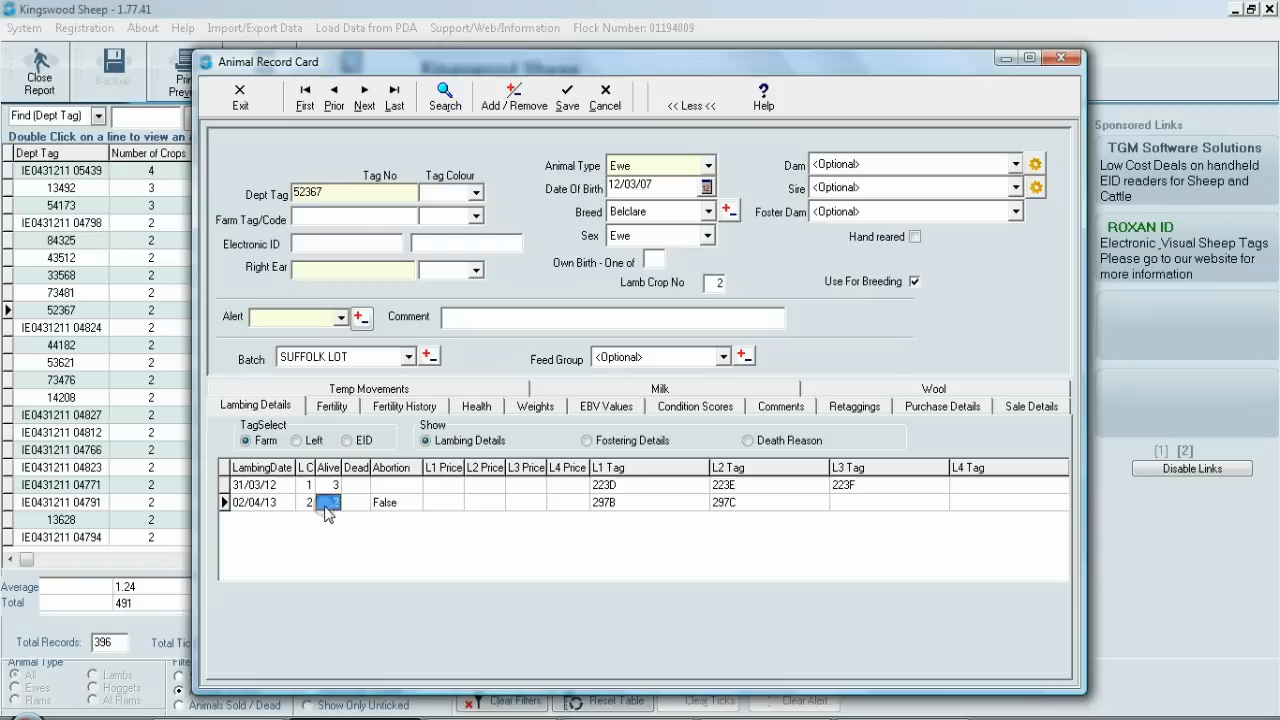 Kingswood Sheep - 1.77.41
System Registration About Help Import/Export Data Load Data from PDA Support/Web/Information Flock Number: 01194809
Close
Report
Backup
Find (Dept Tag)
Double Click on a line to view an
Dept Tag Number of Crops
IE0431211 05439 4
13492 3
54173 3
IE0431211 04798 2
84325 2
43512 2
33568 2
73481 2
52367 2
IE0431211 04824 2
44182 2
53621 2
73476 2
14208 2
IE0431211 04827 2
IE0431211 04812 2
IE0431211 04766 2
IE0431211 04823 2
IE0431211 04771 2
IE0431211 04791 2
13628 2
IE0431211 04794 2
Average 1.24
Total 491
Total Records: 396
Animal Type
All Lambs
Ewes Hoggets
Rams All Rams
Animals Sold / Dead Show Only Unticked
Clear Filters Reset Table Clear Ticks Clear Alert
Animal Record Card
Exit First Prior Next Last Search Add / Remove Save Cancel << Less << Help
Tag No Tag Colour
Dept Tag 52367
Farm Tag/Code
Electronic ID
Right Ear
Animal Type Ewe
Date Of Birth 12/03/07
Breed Belclare
Sex Ewe
Own Birth - One of
Lamb Crop No 2
Dam <Optional>
Sire <Optional>
Foster Dam <Optional>
Hand reared
Use For Breeding
Alert Comment
Batch SUFFOLK LOT Feed Group <Optional>
Temp Movements Milk Wool
Lambing Details Fertility Fertility History Health Weights EBV Values Condition Scores Comments Retaggings Purchase Details Sale Details
TagSelect Show
Farm Left EID Lambing Details Fostering Details Death Reason
LambingDate L C Alive Dead Abortion L1 Price L2 Price L3 Price L4 Price L1 Tag L2 Tag L3 Tag L4 Tag
31/03/12 1 3 223D 223E 223F
02/04/13 2 2 False 297B 297C
Sponsored Links
TGM Software Solutions
Low Cost Deals on handheld
EID readers for Sheep and
Cattle
ROXAN ID
Electronic_Visual Sheep Tags
Please go to our website for
more information
[1] [2]
Disable Links